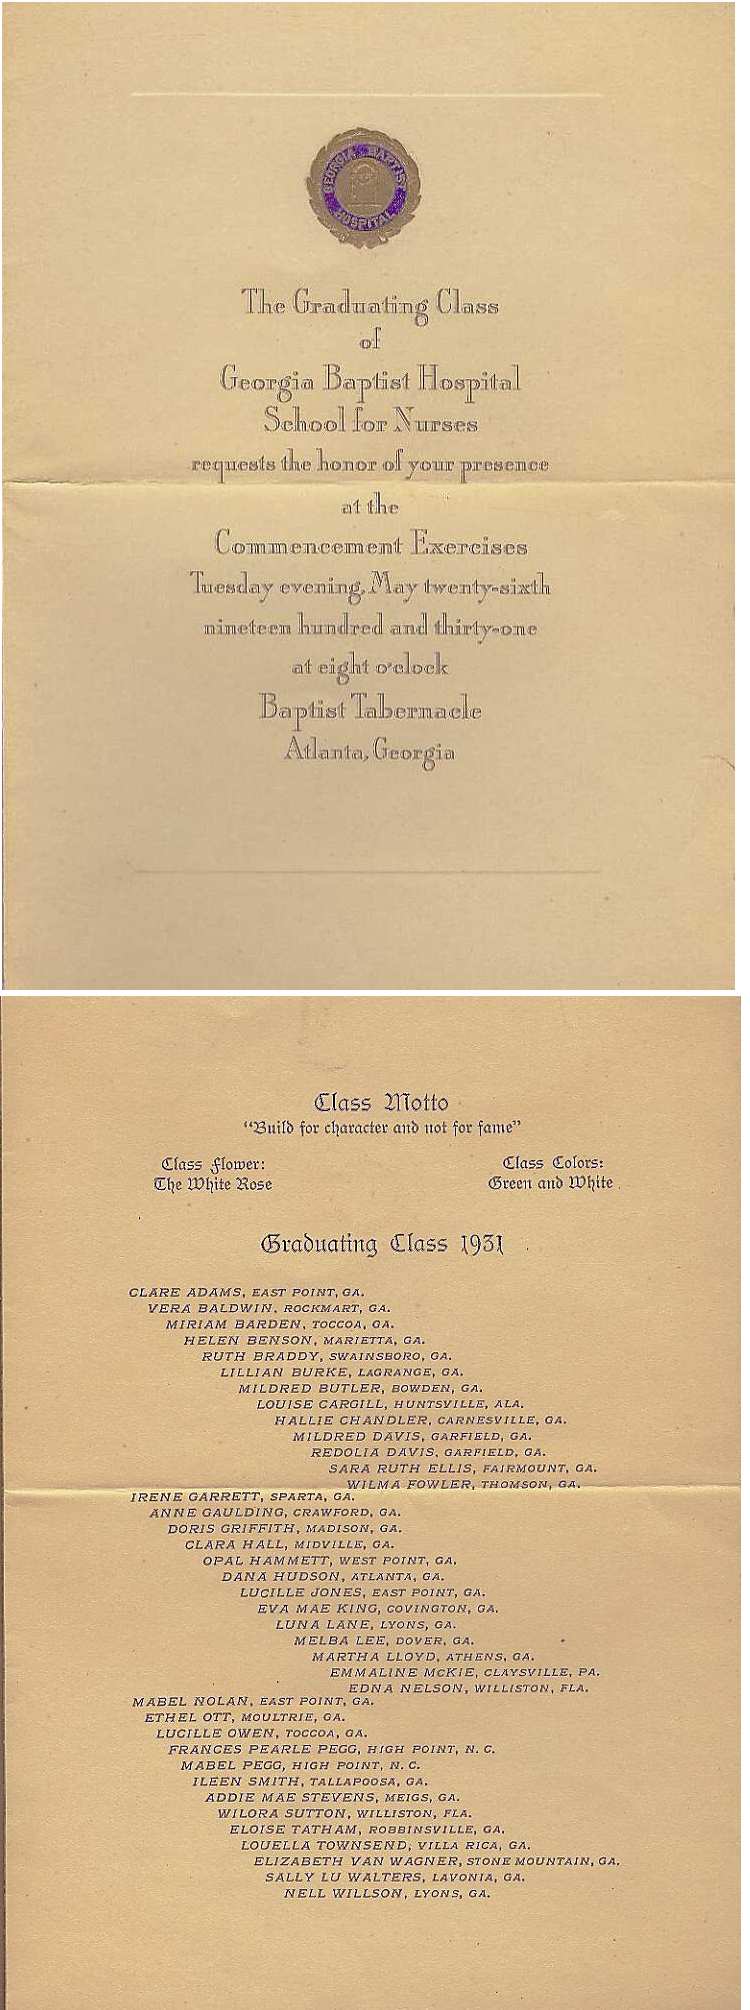 GEORGIA BAPTIST
HOSPITAL
The Graduating Class
of
Georgia Baptist Hospital
School for Nurses
requests the honor of your presence
at the
Commencement Exercises
Tuesday evening, May twenty-sixth
nineteen hundred and thirty-one
at eight o'clock
Baptist Tabernacle
Atlanta, Georgia
Class Motto
"Build for character and not for fame"
Class Flower:
The White Rose
Class Colors:
Green and White
Graduating Class 1931
CLARE ADAMS, EAST POINT, GA.
VERA BALDWIN, ROCKMART, GA.
MIRIAM BARDEN, TOCCOA, GA.
HELEN BENSON, MARIETTA, GA.
RUTH BRADDY, SWAINSBORO, GA.
LILLIAN BURKE, LAGRANGE, GA.
MILDRED BUTLER, BOWDEN, GA.
LOUISE CARGILL, HUNTSVILLE, ALA.
HALLIE CHANDLER, CARNESVILLE, GA.
MILDRED DAVIS, GARFIELD, GA.
REDOLIA DAVIS, GARFIELD, GA.
SARA RUTH ELLIS, FAIRMOUNT, GA.
WILMA FOWLER, THOMSON, GA.
IRENE GARRETT, SPARTA, GA.
ANNE GAULDING, CRAWFORD, GA.
DORIS GRIFFITH, MADISON, GA.
CLARA HALL, MIDVILLE, GA.
OPAL HAMMETT, WEST POINT, GA.
DANA HUDSON, ATLANTA, GA.
LUCILLE JONES, EAST POINT, GA.
EVA MAE KING, COVINGTON, GA.
LUNA LANE, LYONS, GA.
MELBA LEE, DOVER, GA.
MARTHA LLOYD, ATHENS, GA.
EMMALINE McKIE, CLAYSVILLE, PA.
EDNA NELSON, WILLISTON, FLA.
MABEL NOLAN, EAST POINT, GA.
ETHEL OTT, MOULTRIE, GA.
LUCILLE OWEN, TOCCOA, GA.
FRANCES PEARLE PEGG, HIGH POINT, N. C.
MABEL PEGG, HIGH POINT, N. C.
ILEEN SMITH, TALLAPOOSA, GA.
ADDIE MAE STEVENS, MEIGS, GA.
WILORA SUTTON, WILLISTON, FLA.
ELOISE TATHAM, ROBBINSVILLE, GA.
LOUELLA TOWNSEND, VILLA RICA, GA.
ELIZABETH VAN WAGNER, STONE MOUNTAIN, GA.
SALLY LU WALTERS, LAVONIA, GA.
NELL WILLSON, LYONS, GA.